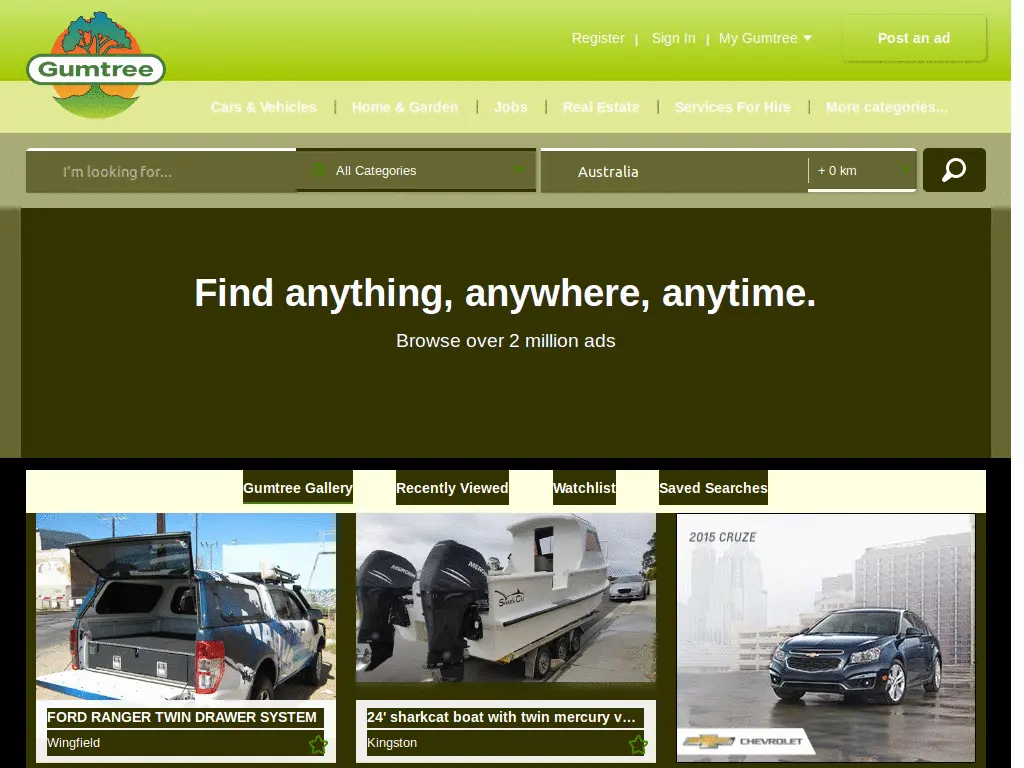 Gumtree
Register | Sign In | My Gumtree
Post an ad
Cars & Vehicles | Home & Garden | Jobs | Real Estate | Services For Hire | More categories...
I'm looking for... All Categories Australia + 0 km
Find anything, anywhere, anytime.
Browse over 2 million ads
Gumtree Gallery Recently Viewed Watchlist Saved Searches
2015 CRUZE
MERCURY
MERCURY
CHEVROLET
FORD RANGER TWIN DRAWER SYSTEM
Wingfield
24' sharkcat boat with twin mercury v...
Kingston